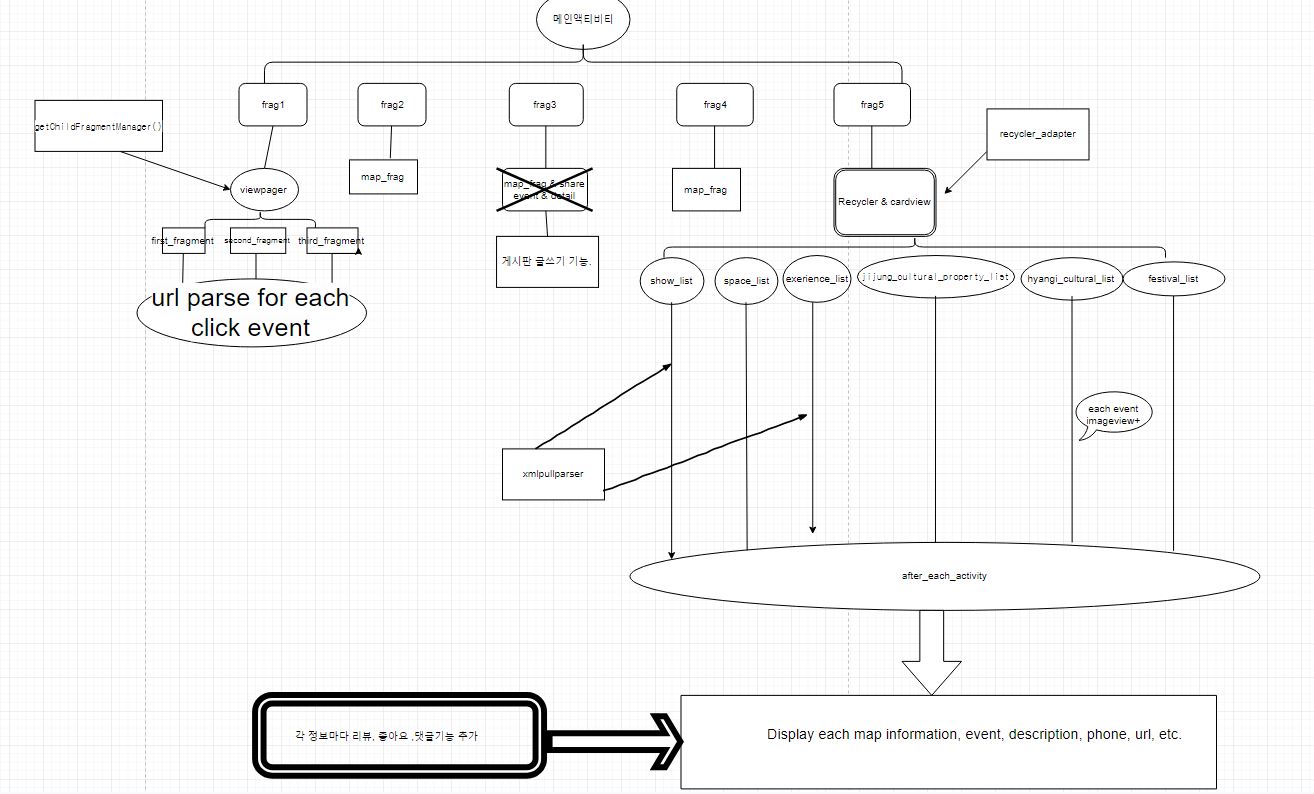 메인액티비티
frag1
frag2
frag3
frag4
frag5
getChildFragmentManager()
recycler_adapter
viewpager
map_frag
map_frag & share
event & detail
map_frag
Recycler & cardview
first_fragment
second_fragment
third_fragment
게시판 글쓰기 기능.
show_list
space_list
exerience_list
jijung_cultural_property_list
hyangi_cultural_list
festival_list
url parse for each
click event
each event
imageview+
xmlpullparser
after_each_activity
각 정보마다 리뷰, 좋아요 ,댓글기능 추가
Display each map information, event, description, phone, url, etc.